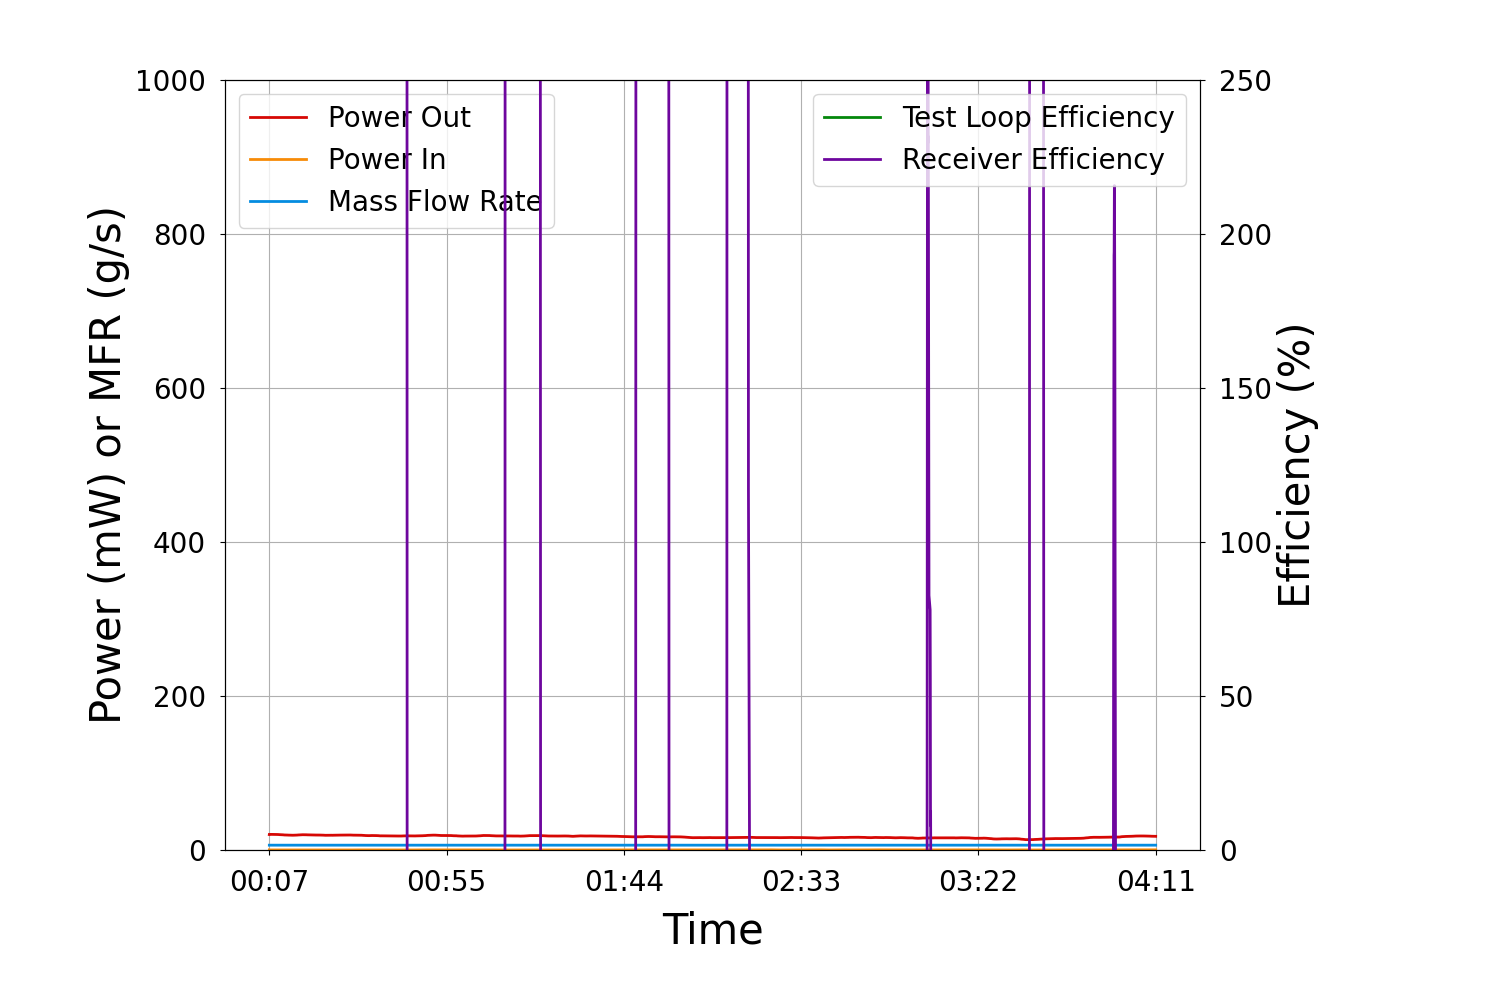 1000
800
600
400
200
0
Power (mW) or MFR (g/s)
Power Out
Power In
Mass Flow Rate
Test Loop Efficiency
Receiver Efficiency
250
200
150
100
50
0
Efficiency (%)
00:07 00:55 01:44 02:33 03:22 04:11
Time